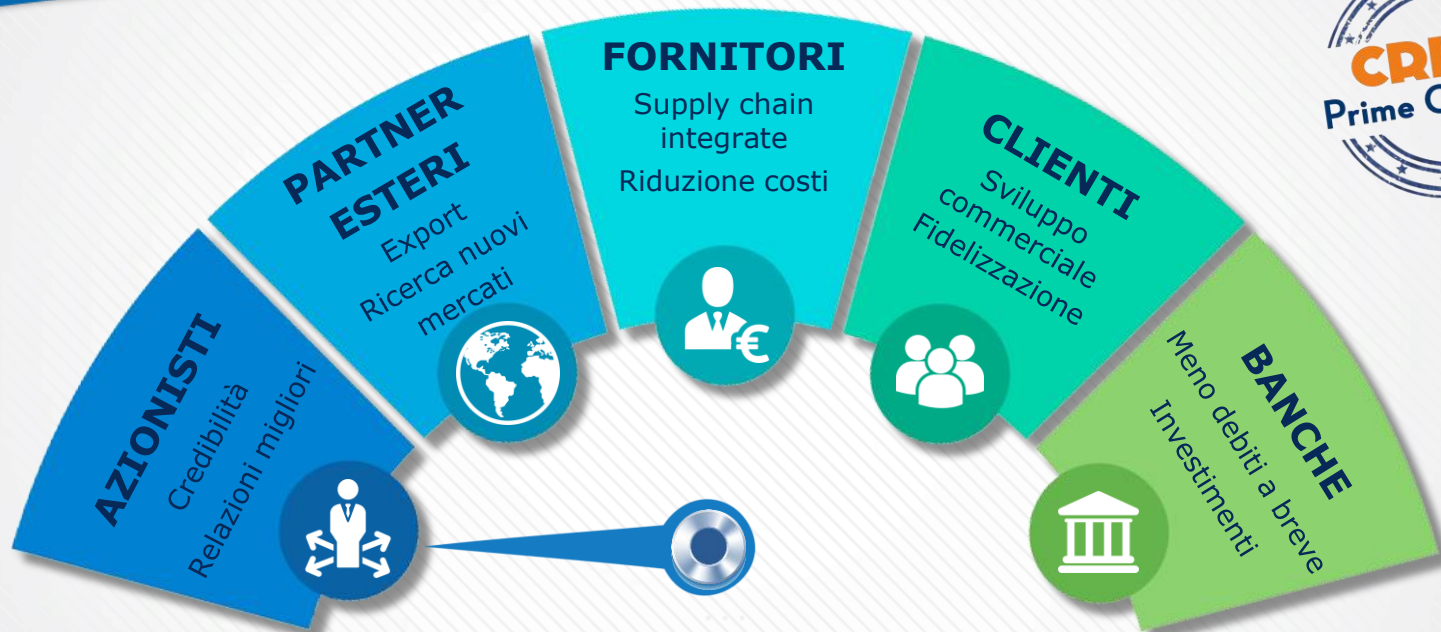 AZIONISTI
Credibilità
Relazioni migliori
PARTNER
ESTERI
Export
Ricerca nuovi
mercati
FORNITORI
Supply chain
integrate
Riduzione costi
€
CLIENTI
Sviluppo
commerciale
Fidelizzazione
BANCHE
Meno debiti a breve
Investimenti
Prime